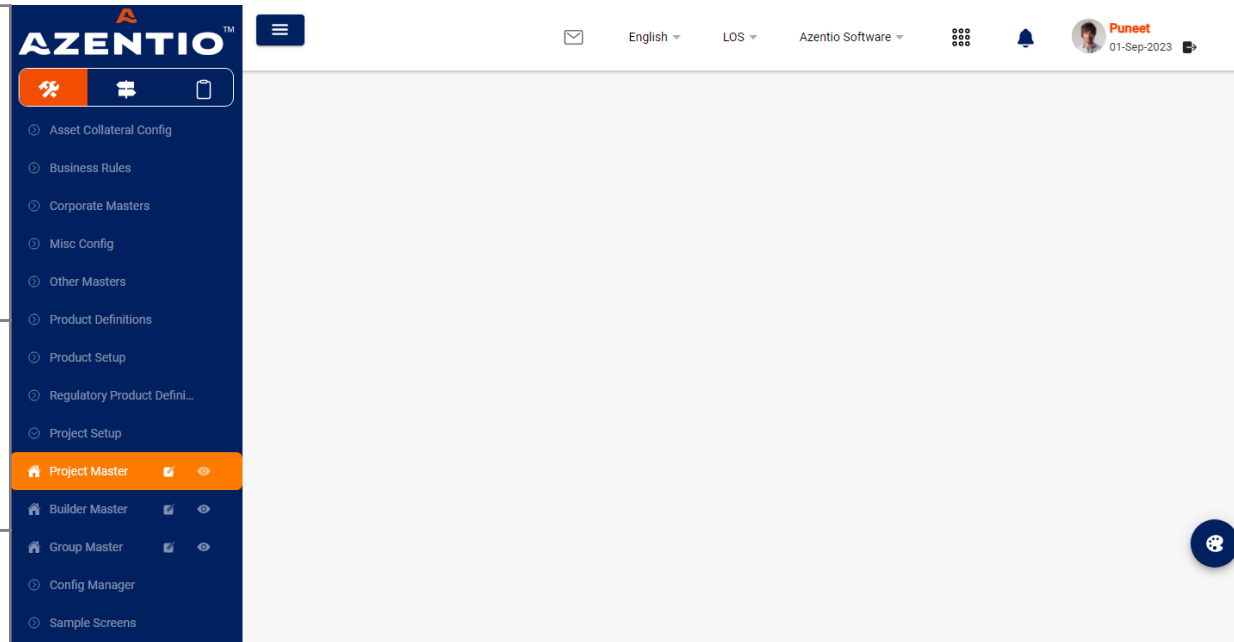 AZENTIO™
English
LOS
Azentio Software
Puneet
01-Sep-2023
Asset Collateral Config
Business Rules
Corporate Masters
Misc Config
Other Masters
Product Definitions
Product Setup
Regulatory Product Defini...
Project Setup
Project Master
Builder Master
Group Master
Config Manager
Sample Screens